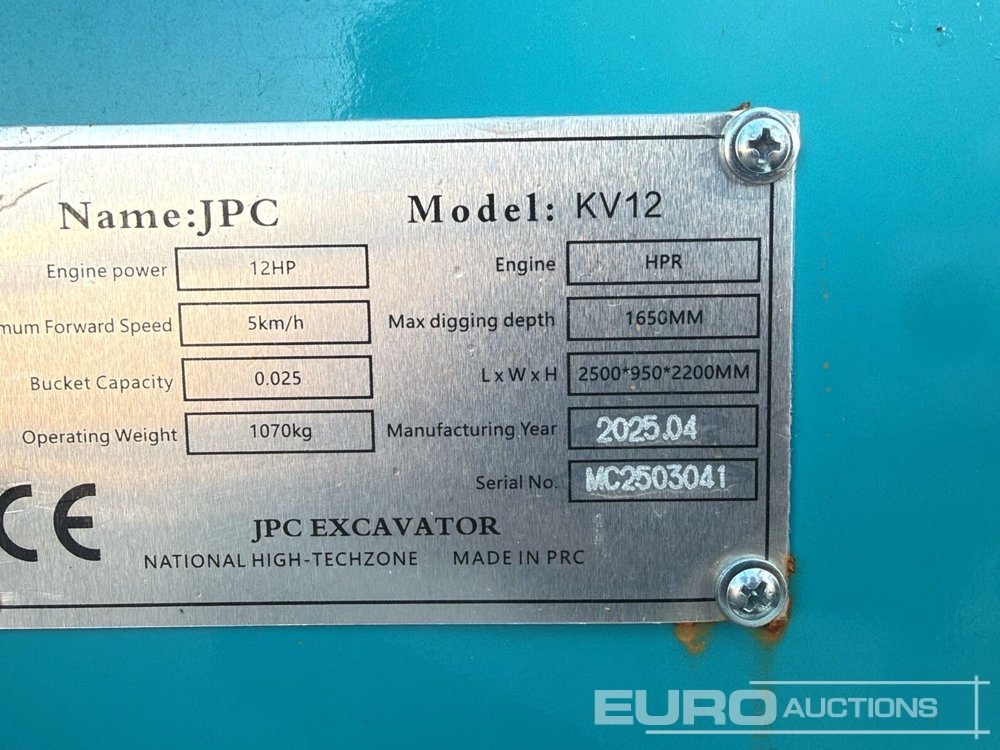 Name:JPC Model: KV12
Engine power 12HP Engine HPR
Forward Speed 5km/h Max digging depth 1650MM
Bucket Capacity 0.025 L x W x H 2500*950*2200MM
Operating Weight 1070kg Manufacturing Year 2025.04
Serial No. MC2503041
CE
JPC EXCAVATOR
NATIONAL HIGH-TECHZONE MADE IN PRC
EURO AUCTIONS